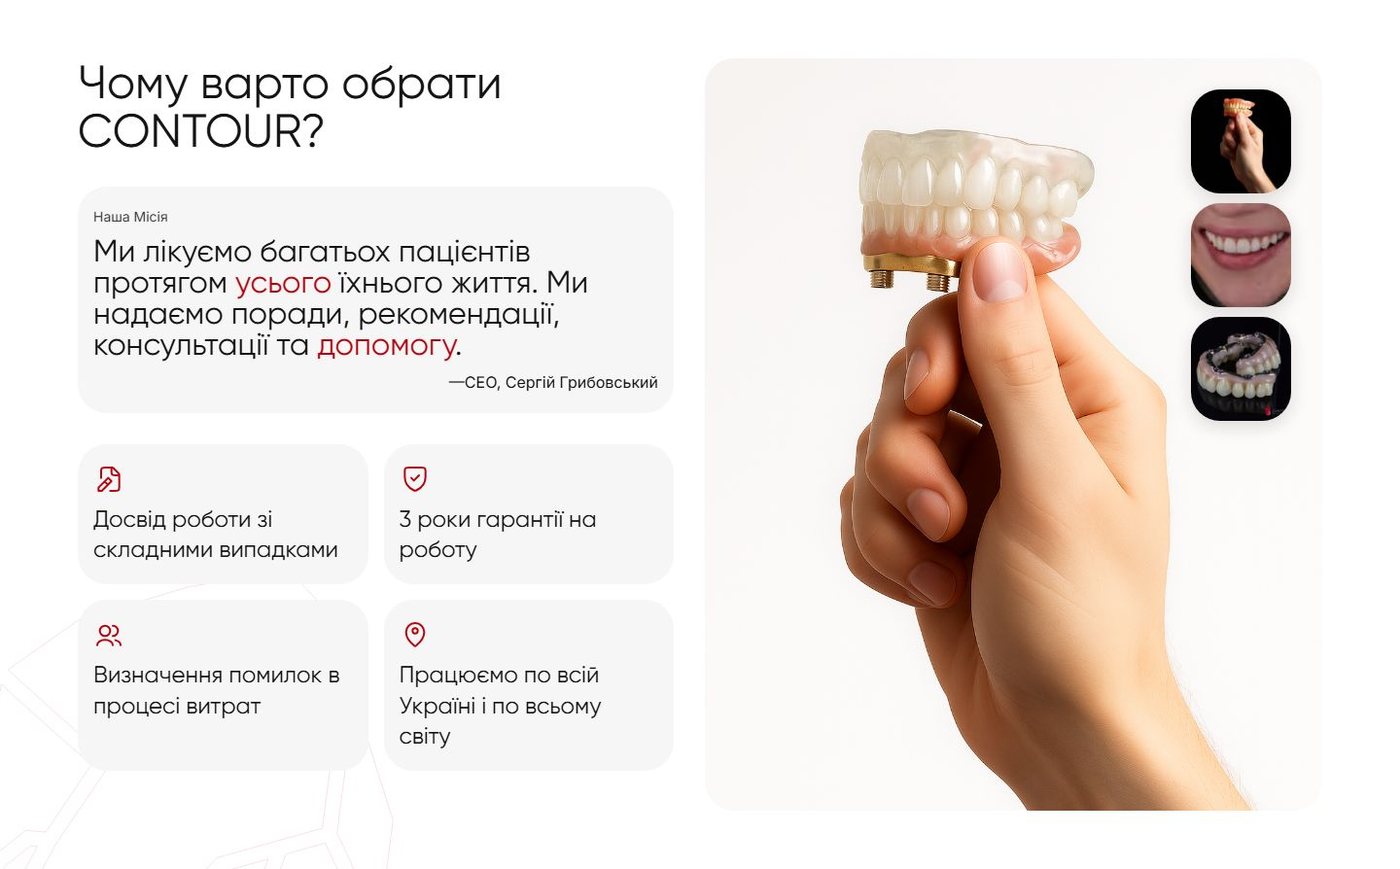 Чому варто обрати
CONTOUR?
Наша Місія
Ми лікуємо багатьох пацієнтів
протягом усього їхнього життя. Ми
надаємо поради, рекомендації,
консультації та допомогу.
—CEO, Сергій Грибовський
Досвід роботи зі
складними випадками
3 роки гарантії на
роботу
Визначення помилок в
процесі витрат
Працюємо по всій
Україні і по всьому
світу